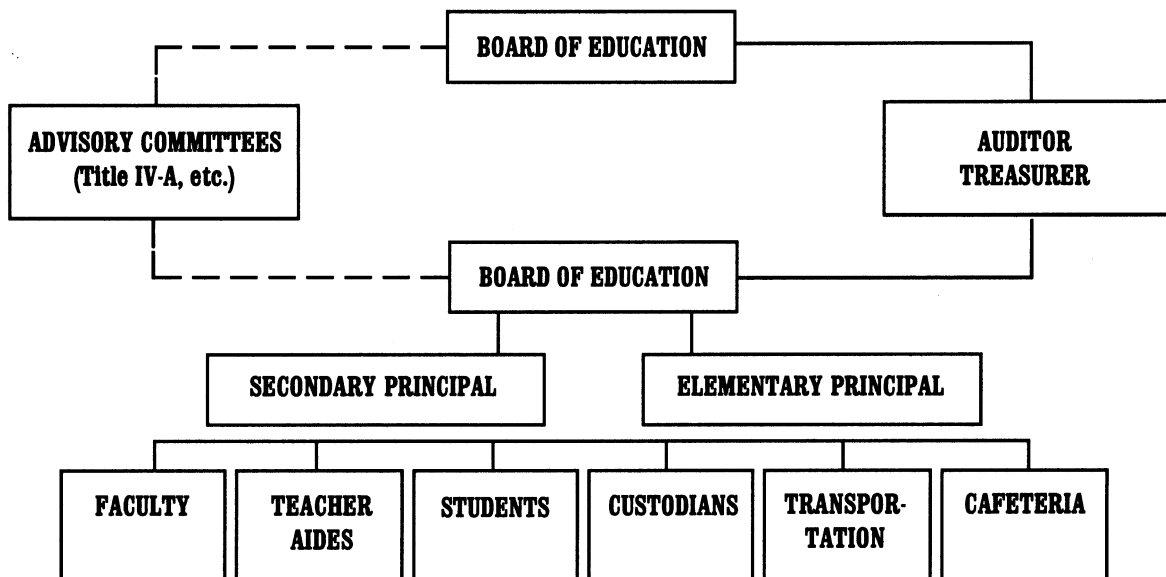 BOARD OF EDUCATION
ADVISORY COMMITTEES
(Title IV-A, etc.)
AUDITOR
TREASURER
BOARD OF EDUCATION
SECONDARY PRINCIPAL
ELEMENTARY PRINCIPAL
FACULTY
TEACHER
AIDES
STUDENTS
CUSTODIANS
TRANSPOR-
TATION
CAFETERIA